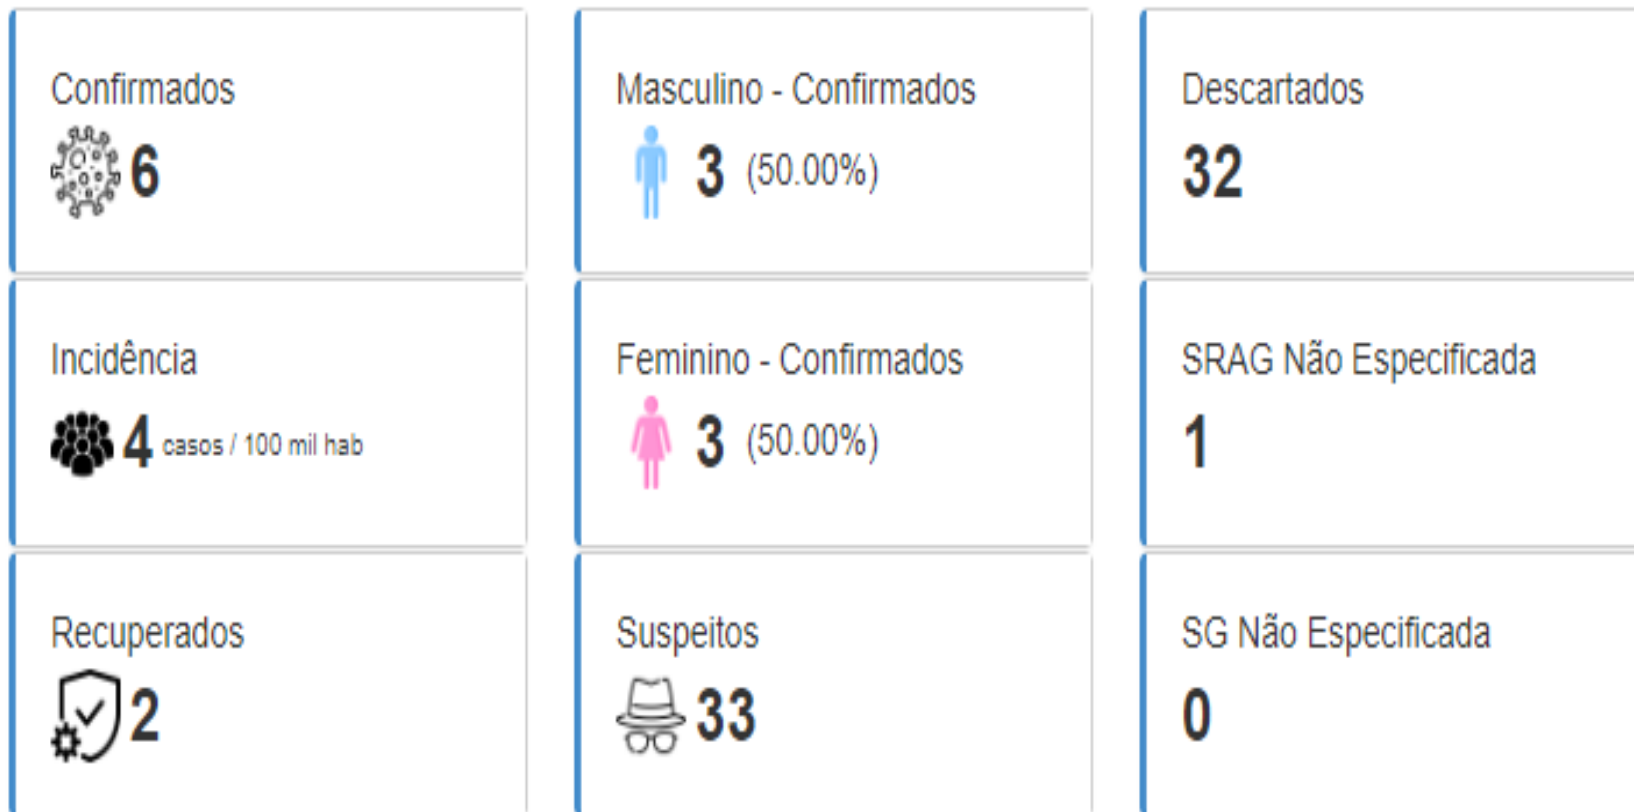 Confirmados
6
Masculino - Confirmados
3 (50.00%)
Descartados
32
Incidência
4 casos / 100 mil hab
Feminino - Confirmados
3 (50.00%)
SRAG Não Especificada
1
Recuperados
2
Suspeitos
33
SG Não Especificada
0